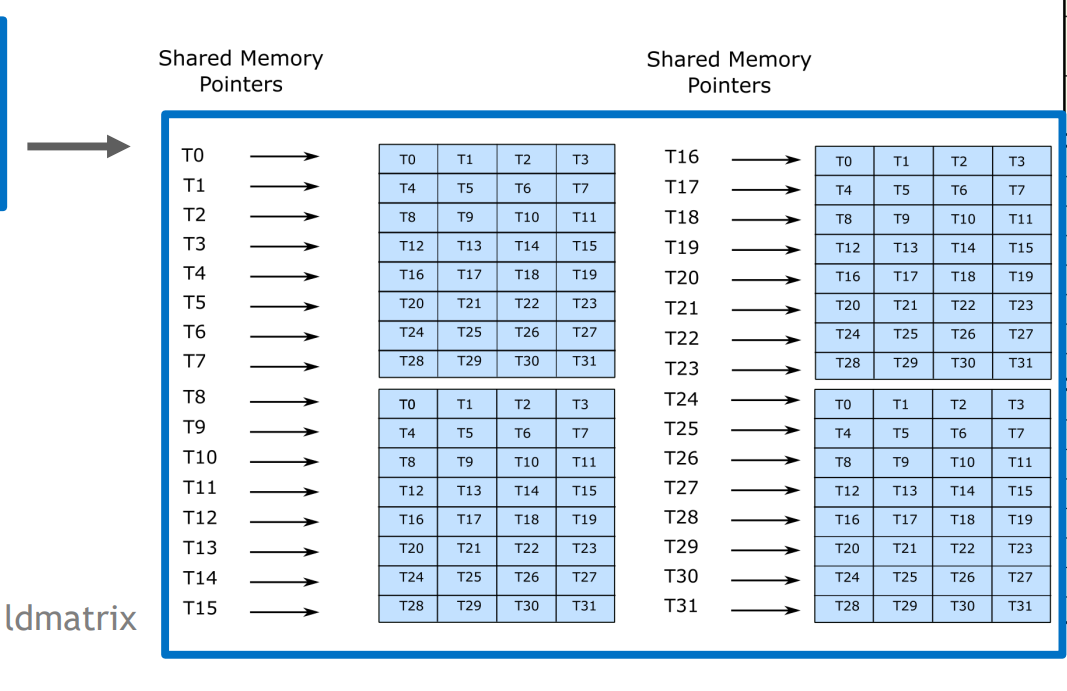 Shared Memory
Pointers
Shared Memory
Pointers
T0 T0 T1 T2 T3 T16 T0 T1 T2 T3
T1 T4 T5 T6 T7 T17 T4 T5 T6 T7
T2 T8 T9 T10 T11 T18 T8 T9 T10 T11
T3 T12 T13 T14 T15 T19 T12 T13 T14 T15
T4 T16 T17 T18 T19 T20 T16 T17 T18 T19
T5 T20 T21 T22 T23 T21 T20 T21 T22 T23
T6 T24 T25 T26 T27 T22 T24 T25 T26 T27
T7 T28 T29 T30 T31 T23 T28 T29 T30 T31
T8 T0 T1 T2 T3 T24 T0 T1 T2 T3
T9 T4 T5 T6 T7 T25 T4 T5 T6 T7
T10 T8 T9 T10 T11 T26 T8 T9 T10 T11
T11 T12 T13 T14 T15 T27 T12 T13 T14 T15
T12 T16 T17 T18 T19 T28 T16 T17 T18 T19
T13 T20 T21 T22 T23 T29 T20 T21 T22 T23
T14 T24 T25 T26 T27 T30 T24 T25 T26 T27
T15 T28 T29 T30 T31 T31 T28 T29 T30 T31
ldmatrix